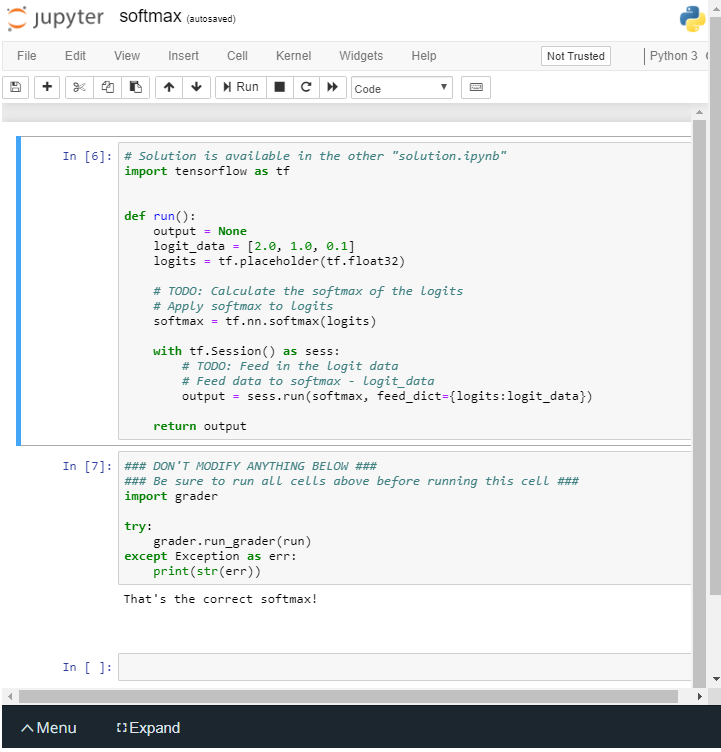 jupyter softmax (autosaved)
File Edit View Insert Cell Kernel Widgets Help Not Trusted Python 3
Run Code
In [6]: # Solution is available in the other "solution.ipynb"
import tensorflow as tf
def run():
output = None
logit_data = [2.0, 1.0, 0.1]
logits = tf.placeholder(tf.float32)
# TODO: Calculate the softmax of the logits
# Apply softmax to logits
softmax = tf.nn.softmax(logits)
with tf.Session() as sess:
# TODO: Feed in the logit data
# Feed data to softmax - logit_data
output = sess.run(softmax, feed_dict={logits:logit_data})
return output
In [7]: ### DON'T MODIFY ANYTHING BELOW ###
### Be sure to run all cells above before running this cell ###
import grader
try:
grader.run_grader(run)
except Exception as err:
print(str(err))
That's the correct softmax!
In [ ]:
Menu Expand